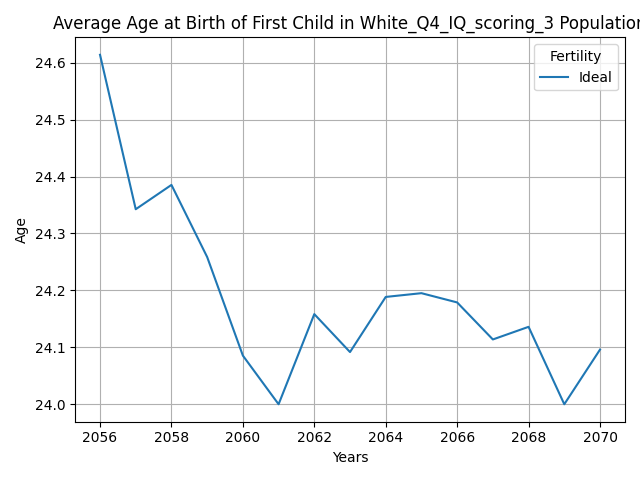 Average Age at Birth of First Child in White_Q4_IQ_scoring_3 Population
Fertility
Ideal
24.6
24.5
24.4
24.3
24.2
24.1
24.0
Age
2056 2058 2060 2062 2064 2066 2068 2070
Years